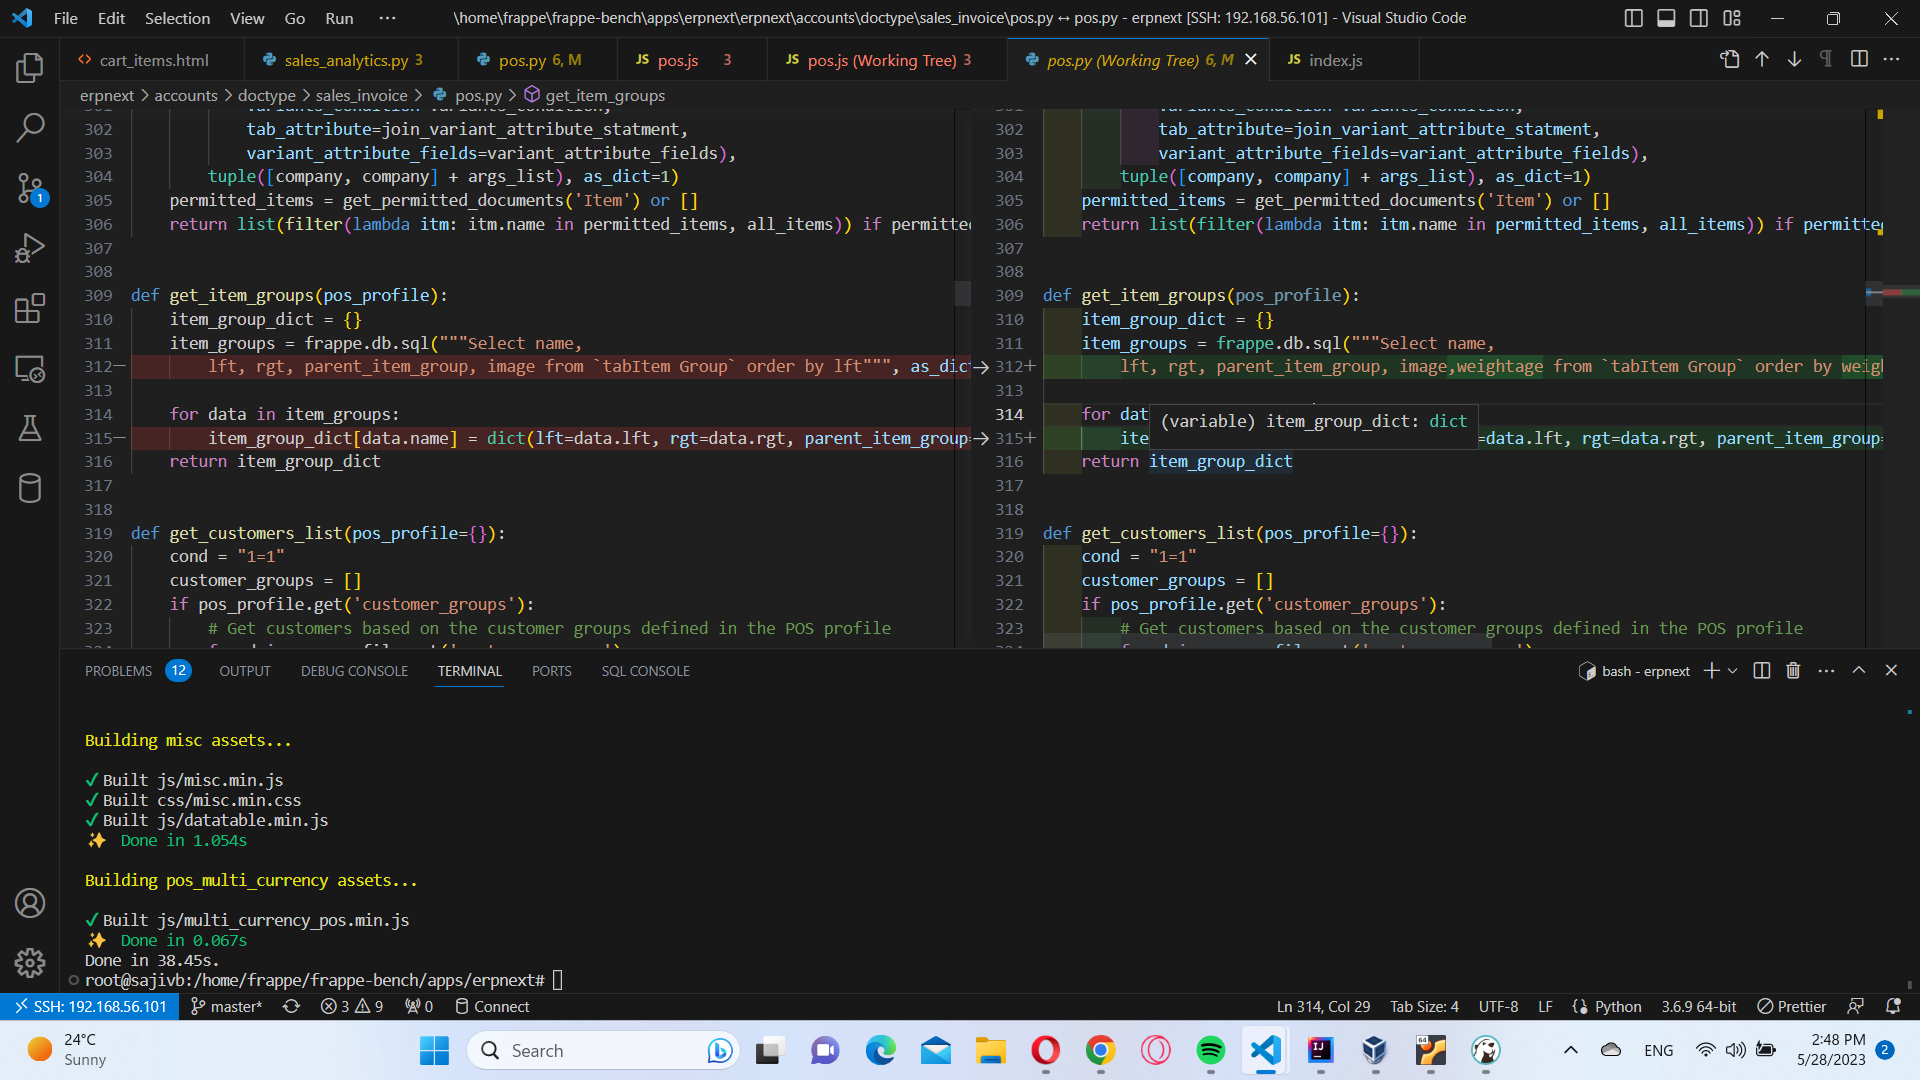 File Edit Selection View Go Run ··· \home\frappe\frappe-bench\apps\erpnext\erpnext\accounts\doctype\sales_invoice\pos.py ↔ pos.py - erpnext [SSH: 192.168.56.101] - Visual Studio Code
cart_items.html sales_analytics.py 3 pos.py 6, M JS pos.js 3 JS pos.js (Working Tree) 3 pos.py (Working Tree) 6, M JS index.js
erpnext > accounts > doctype > sales_invoice > pos.py > get_item_groups
302 tab_attribute=join_variant_attribute_statment,
303 variant_attribute_fields=variant_attribute_fields),
304 tuple([company, company] + args_list), as_dict=1)
305 permitted_items = get_permitted_documents('Item') or []
306 return list(filter(lambda itm: itm.name in permitted_items, all_items)) if permitte
307
308
309 def get_item_groups(pos_profile):
310 item_group_dict = {}
311 item_groups = frappe.db.sql("""Select name,
312— lft, rgt, parent_item_group, image from `tabItem Group` order by lft""", as_dic
313
314 for data in item_groups:
315— item_group_dict[data.name] = dict(lft=data.lft, rgt=data.rgt, parent_item_group=
316 return item_group_dict
317
318
319 def get_customers_list(pos_profile={}):
320 cond = "1=1"
321 customer_groups = []
322 if pos_profile.get('customer_groups'):
323 # Get customers based on the customer groups defined in the POS profile
302 tab_attribute=join_variant_attribute_statment,
303 variant_attribute_fields=variant_attribute_fields),
304 tuple([company, company] + args_list), as_dict=1)
305 permitted_items = get_permitted_documents('Item') or []
306 return list(filter(lambda itm: itm.name in permitted_items, all_items)) if permitte
307
308
309 def get_item_groups(pos_profile):
310 item_group_dict = {}
311 item_groups = frappe.db.sql("""Select name,
312+ lft, rgt, parent_item_group, image,weightage from `tabItem Group` order by weigh
313
314 for dat
(variable) item_group_dict: dict
315+ ite =data.lft, rgt=data.rgt, parent_item_group=
316 return item_group_dict
317
318
319 def get_customers_list(pos_profile={}):
320 cond = "1=1"
321 customer_groups = []
322 if pos_profile.get('customer_groups'):
323 # Get customers based on the customer groups defined in the POS profile
PROBLEMS 12 OUTPUT DEBUG CONSOLE TERMINAL PORTS SQL CONSOLE bash - erpnext
Building misc assets...
✓Built js/misc.min.js
✓Built css/misc.min.css
✓Built js/datatable.min.js
✨ Done in 1.054s
Building pos_multi_currency assets...
✓Built js/multi_currency_pos.min.js
✨ Done in 0.067s
Done in 38.45s.
root@sajivb:/home/frappe/frappe-bench/apps/erpnext#
1
SSH: 192.168.56.101 master* 3 9 0 Connect Ln 314, Col 29 Tab Size: 4 UTF-8 LF Python 3.6.9 64-bit Prettier
24°C
Sunny
Search
ENG
2:48 PM
5/28/2023
2